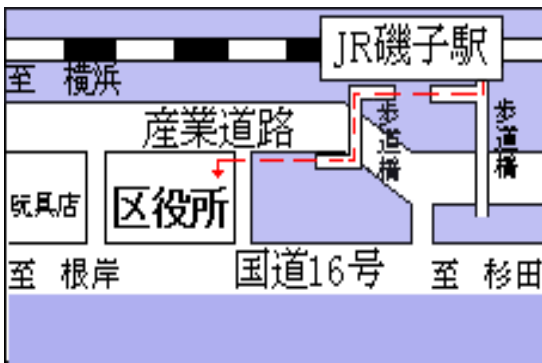 JR磯子駅
至 横浜
産業道路
歩道橋
歩道橋
玩具店
区役所
至 根岸
国道16号
至 杉田